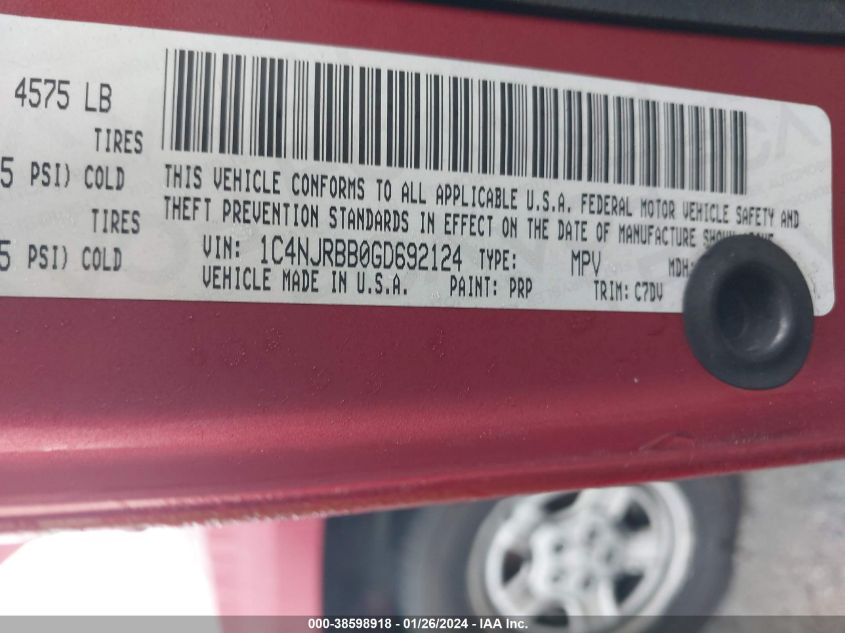 4575 LB
TIRES
5 PSI) COLD
TIRES
5 PSI) COLD
THIS VEHICLE CONFORMS TO ALL APPLICABLE U.S.A. FEDERAL MOTOR VEHICLE SAFETY AND
THEFT PREVENTION STANDARDS IN EFFECT ON THE DATE OF MANUFACTURE SHOWN ABOVE
VIN: 1C4NJRBB0GD692124 TYPE: MPV MDH:
VEHICLE MADE IN U.S.A. PAINT: PRP TRIM: C7DV
000-38598918 - 01/26/2024 - IAA Inc.